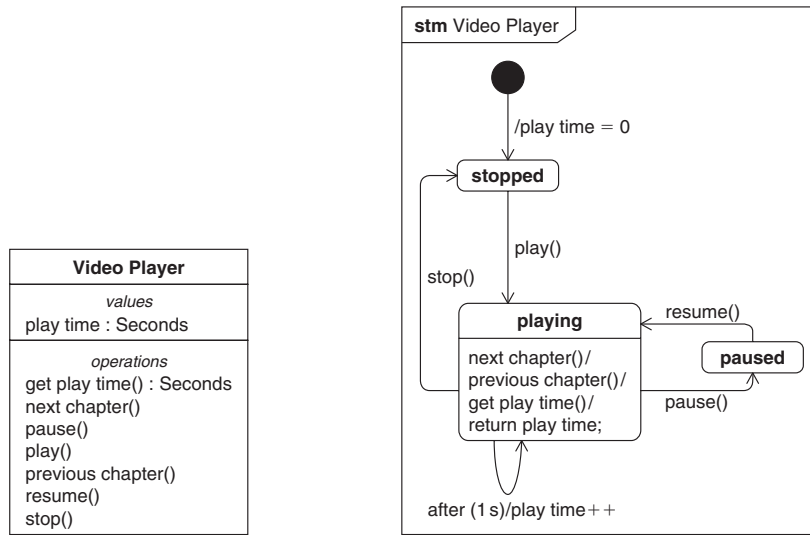 Video Player
values
play time : Seconds
operations
get play time() : Seconds
next chapter()
pause()
play()
previous chapter()
resume()
stop()
stm Video Player
/play time = 0
stopped
play()
stop()
playing
next chapter()/
previous chapter()/
get play time()/
return play time;
resume()
paused
pause()
after (1 s)/play time++